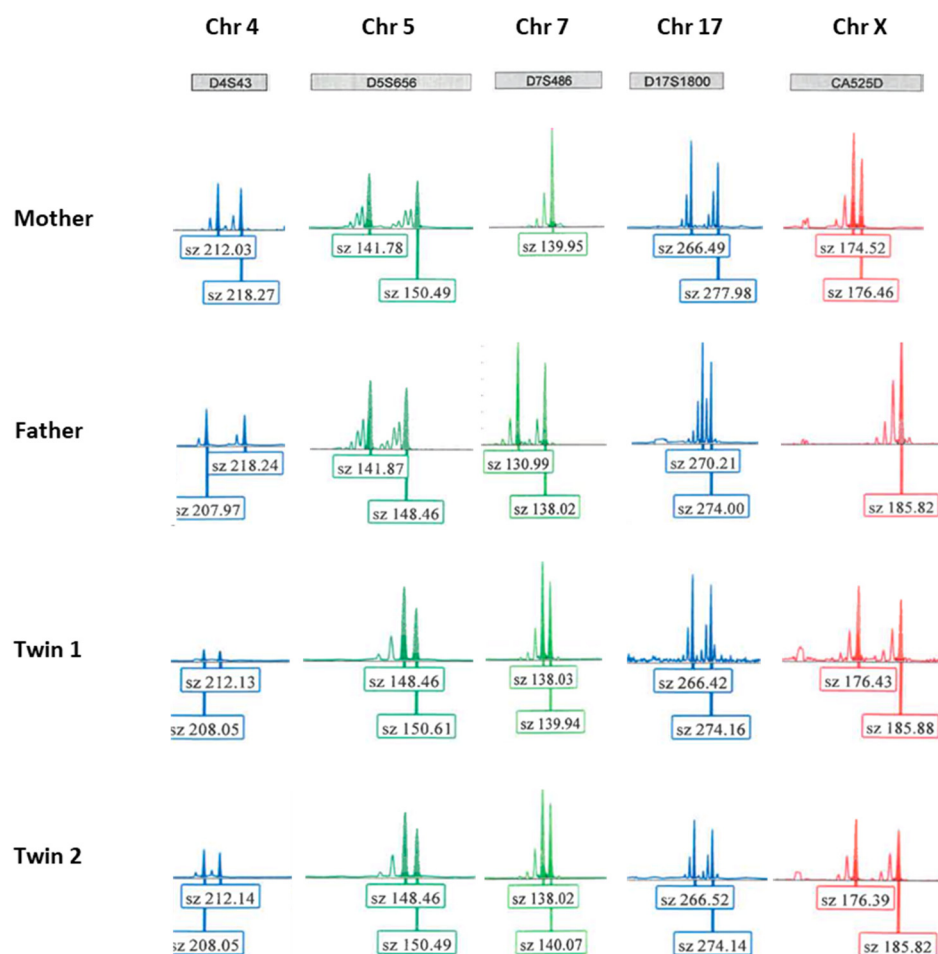 Chr 4 Chr 5 Chr 7 Chr 17 Chr X
D4S43 D5S656 D7S486 D17S1800 CA525D
Mother
sz 212.03 sz 141.78 sz 139.95 sz 266.49 sz 174.52
sz 218.27 sz 150.49 sz 277.98 sz 176.46
Father
sz 218.24 sz 141.87 sz 130.99 sz 270.21
sz 207.97 sz 148.46 sz 138.02 sz 274.00 sz 185.82
Twin 1
sz 212.13 sz 148.46 sz 138.03 sz 266.42 sz 176.43
sz 208.05 sz 150.61 sz 139.94 sz 274.16 sz 185.88
Twin 2
sz 212.14 sz 148.46 sz 138.02 sz 266.52 sz 176.39
sz 208.05 sz 150.49 sz 140.07 sz 274.14 sz 185.82